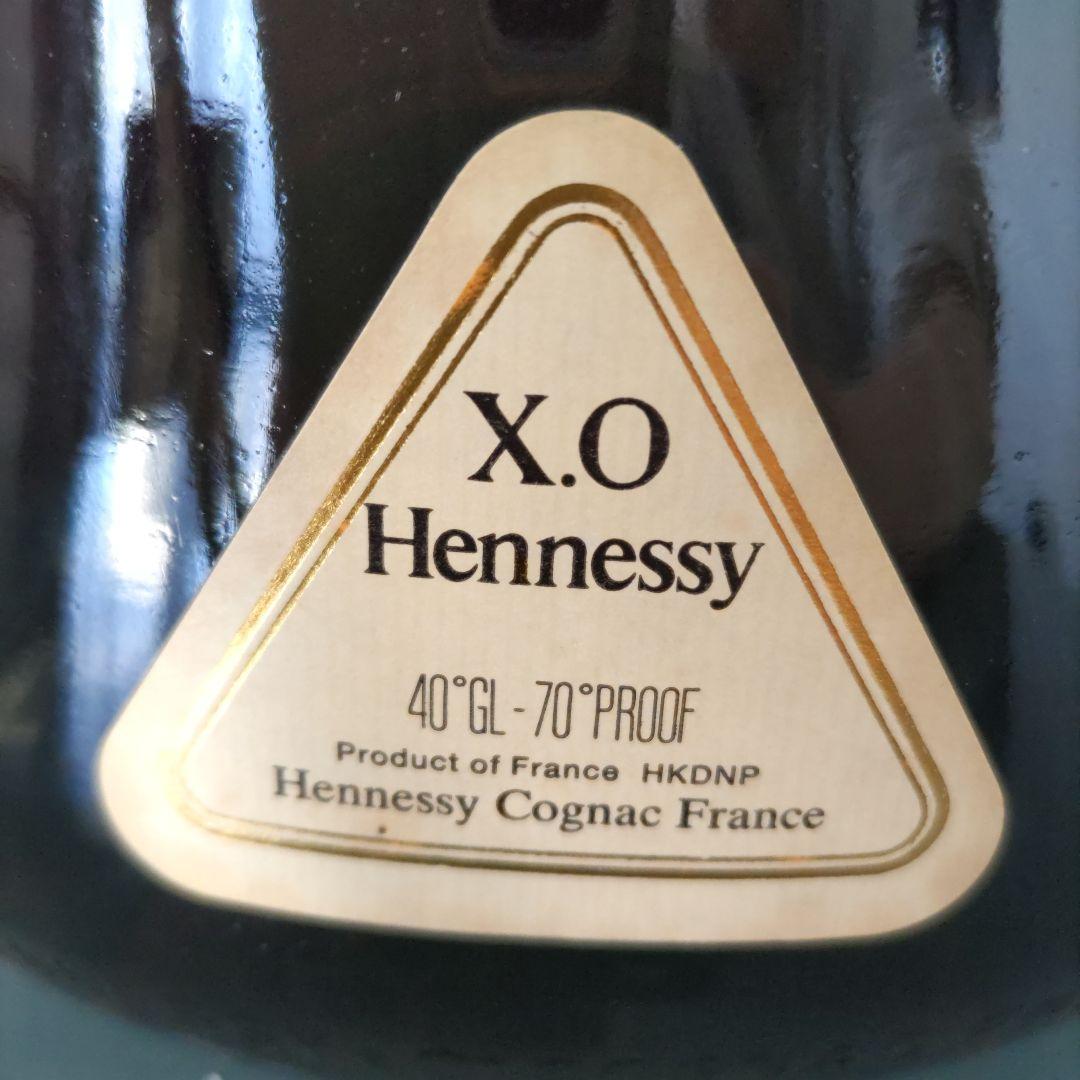 X.O
Hennessy
40°GL - 70°PROOF
Product of France HKDNP
Hennessy Cognac France